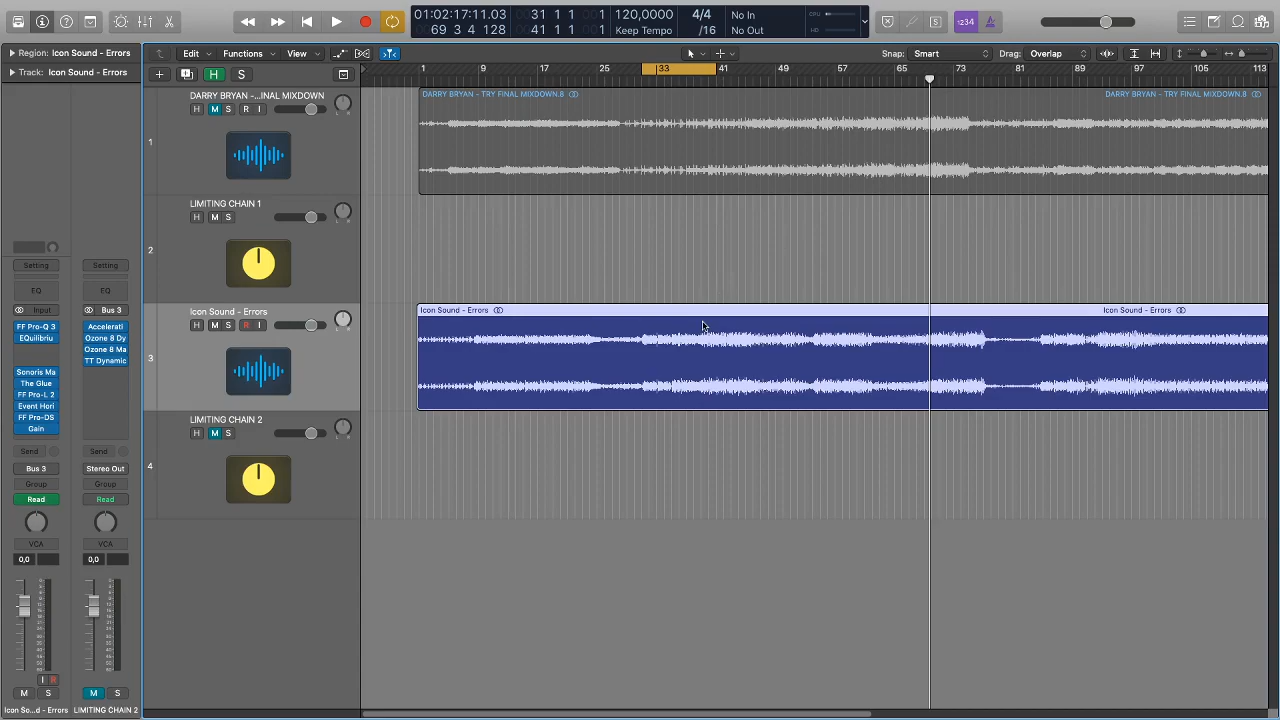 Region: Icon Sound - Errors
Track: Icon Sound - Errors
01:02:17:11.03
69 3 4 128
31 1 1 1
41 1 1 1
120,0000
Keep Tempo
4/4
/16
No In
No Out
CPU
HD
1234
Edit Functions View
Snap: Smart Drag: Overlap
1 9 17 25 33 41 49 57 65 73 81 89 97 105 113
H S
DARRY BRYAN -...INAL MIXDOWN
H M S R I
1
DARRY BRYAN - TRY FINAL MIXDOWN.8 DARRY BRYAN - TRY FINAL MIXDOWN.8
LIMITING CHAIN 1
H M S
2
Icon Sound - Errors
H M S R I
3
Icon Sound - Errors Icon Sound - Errors
LIMITING CHAIN 2
H M S
4
Setting Setting
EQ EQ
Input Bus 3
FF Pro-Q 3 Accelerati
EQuilibriu Ozone 8 Dy
Ozone 8 Ma
TT Dynamic
Sonoris Ma
The Glue
FF Pro-L 2
Event Hori
FF Pro-DS
Gain
Send Send
Bus 3 Stereo Out
Group Group
Read Read
VCA VCA
0,0 0,0
I R
M S M S
Icon So...d - Errors LIMITING CHAIN 2